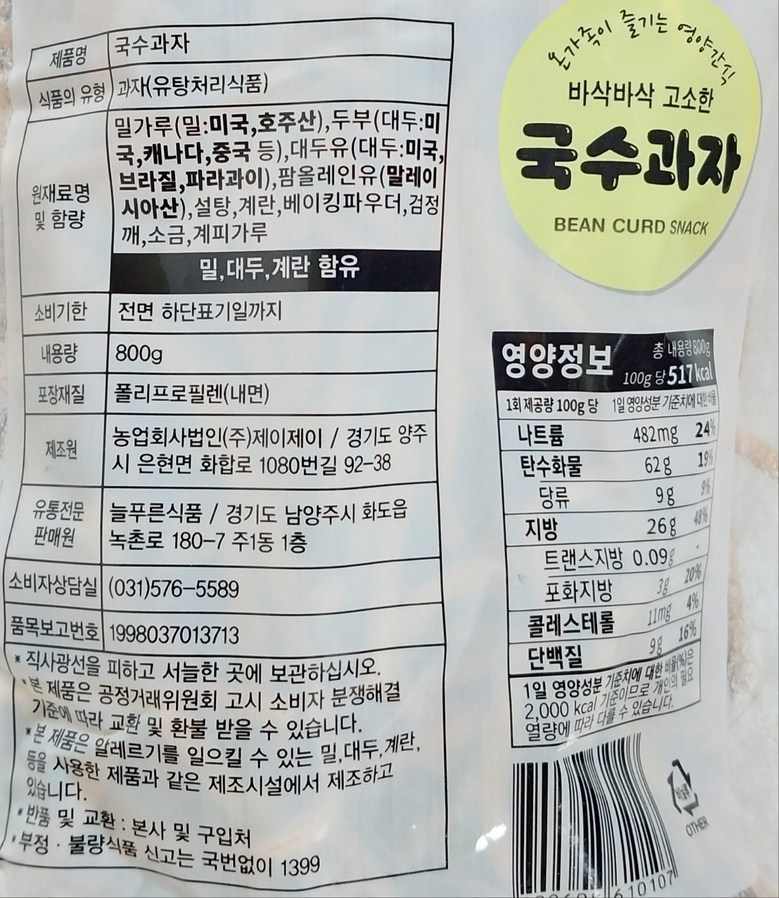 제품명 국수과자
식품의 유형 과자(유탕처리식품)
원재료명 및 함량
밀가루(밀:미국,호주산),두부(대두:미
국,캐나다,중국 등),대두유(대두:미국,
브라질,파라과이),팜올레인유(말레이
시아산),설탕,계란,베이킹파우더,검정
깨,소금,계피가루
밀,대두,계란 함유
소비기한 전면 하단표기일까지
내용량 800g
포장재질 폴리프로필렌(내면)
제조원
농업회사법인(주)제이제이 / 경기도 양주
시 은현면 화합로 1080번길 92-38
유통전문
판매원
늘푸른식품 / 경기도 남양주시 화도읍
녹촌로 180-7 주1동 1층
소비자상담실 (031)576-5589
품목보고번호 1998037013713
* 직사광선을 피하고 서늘한 곳에 보관하십시오.
* 본 제품은 공정거래위원회 고시 소비자 분쟁해결
기준에 따라 교환 및 환불 받을 수 있습니다.
* 본 제품은 알레르기를 일으킬 수 있는 밀,대두,계란,
등을 사용한 제품과 같은 제조시설에서 제조하고
있습니다.
* 반품 및 교환 : 본사 및 구입처
* 부정 · 불량식품 신고는 국번없이 1399
온가족이 즐기는 영양간식
바삭바삭 고소한
국수과자
BEAN CURD SNACK
영양정보
총 내용량 800g
100g 당 517 kcal
1회 제공량 100g 당 1일 영양성분 기준치에 대한 비율
나트륨 482mg 24%
탄수화물 62g 19%
당류 9g 9%
지방 26g 48%
트랜스지방 0.09g -
포화지방 3g 20%
콜레스테롤 11mg 4%
단백질 9g 16%
1일 영양성분 기준치에 대한 비율(%)은
2,000 kcal 기준이므로 개인의 필요
열량에 따라 다를 수 있습니다.
OTHER
610107